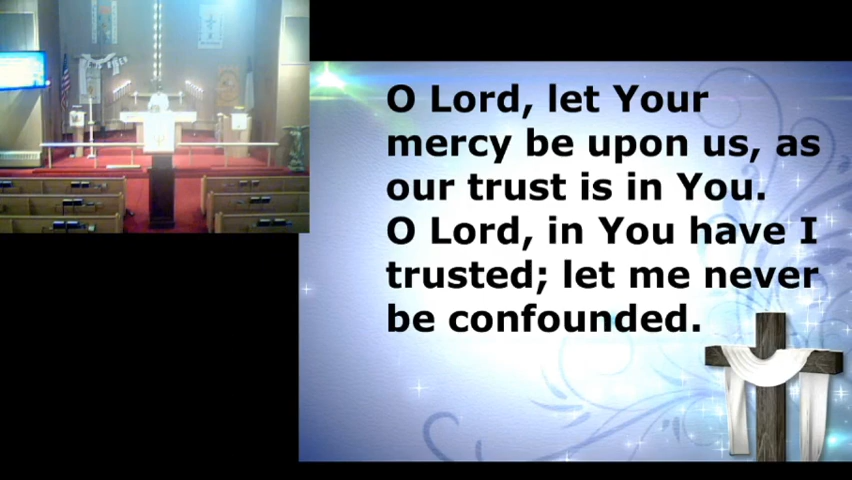 O Lord, let Your
mercy be upon us, as
our trust is in You.
O Lord, in You have I
trusted; let me never
be confounded.